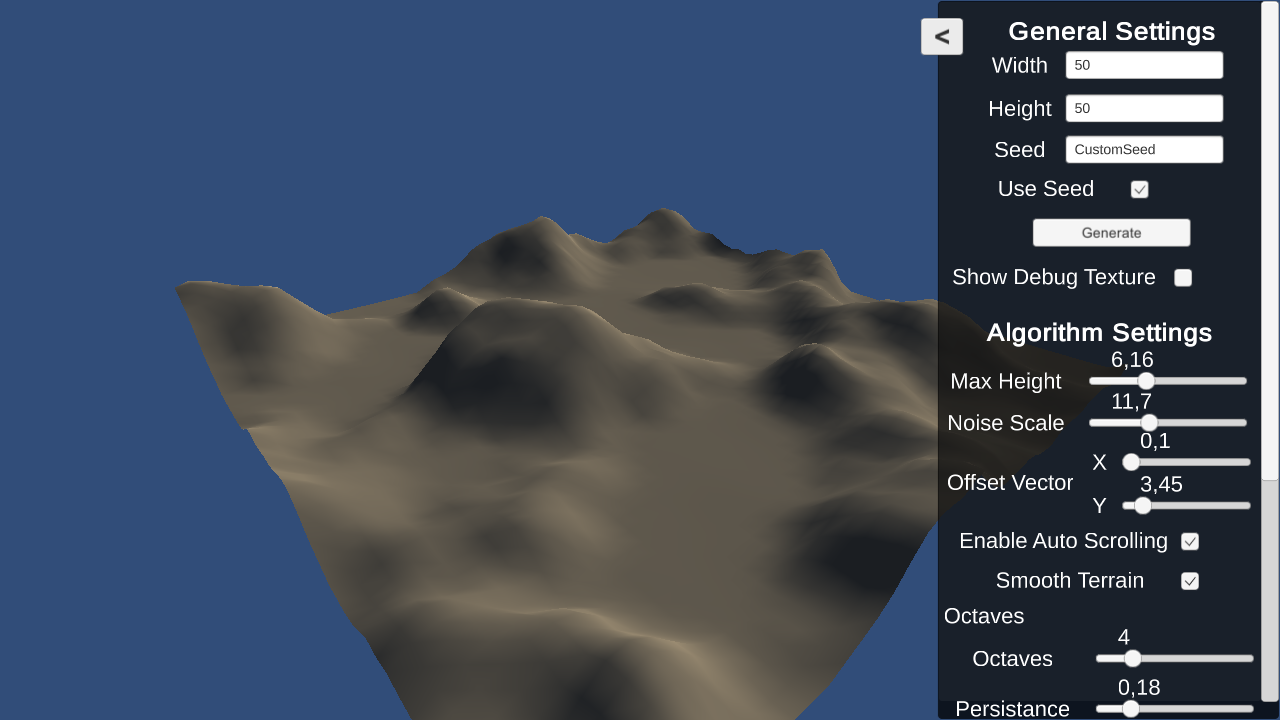 <
General Settings
Width 50
Height 50
Seed CustomSeed
Use Seed
Generate
Show Debug Texture
Algorithm Settings
6,16
Max Height
11,7
Noise Scale
0,1
X
Offset Vector
3,45
Y
Enable Auto Scrolling
Smooth Terrain
Octaves
4
Octaves
0,18
Persistance